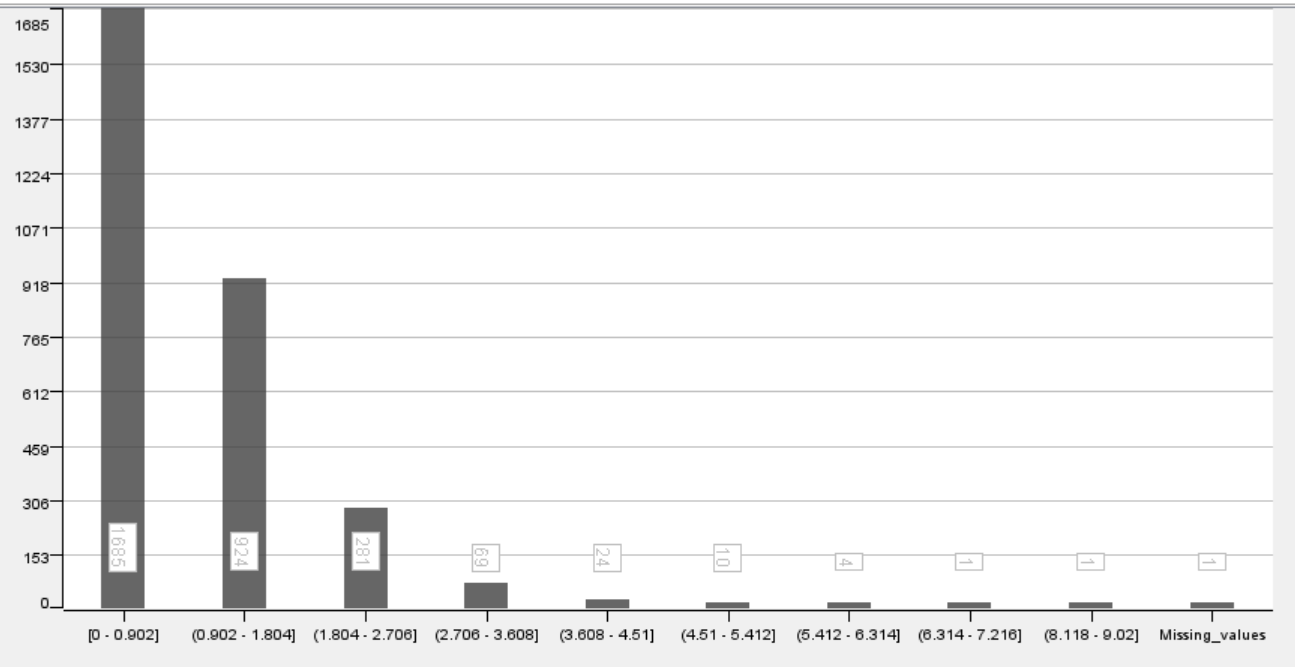 1685
1530
1377
1224
1071
918
765
612
459
306
153
0
1685
924
281
69
24
10
4
1
1
1
[0 - 0.902]
(0.902 - 1.804]
(1.804 - 2.706]
(2.706 - 3.608]
(3.608 - 4.51]
(4.51 - 5.412]
(5.412 - 6.314]
(6.314 - 7.216]
(8.118 - 9.02]
Missing_values